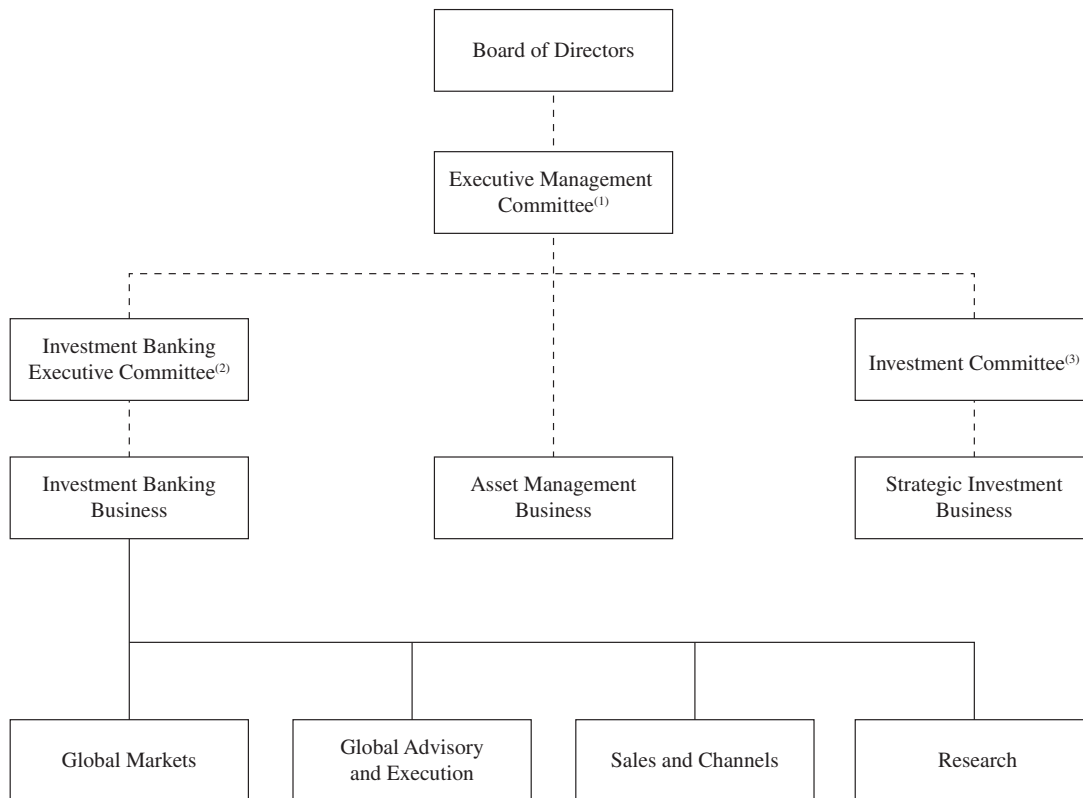 Board of Directors
Executive Management
Committee(1)
Investment Banking
Executive Committee(2)
Investment Committee(3)
Investment Banking
Business
Asset Management
Business
Strategic Investment
Business
Global Markets
Global Advisory
and Execution
Sales and Channels
Research